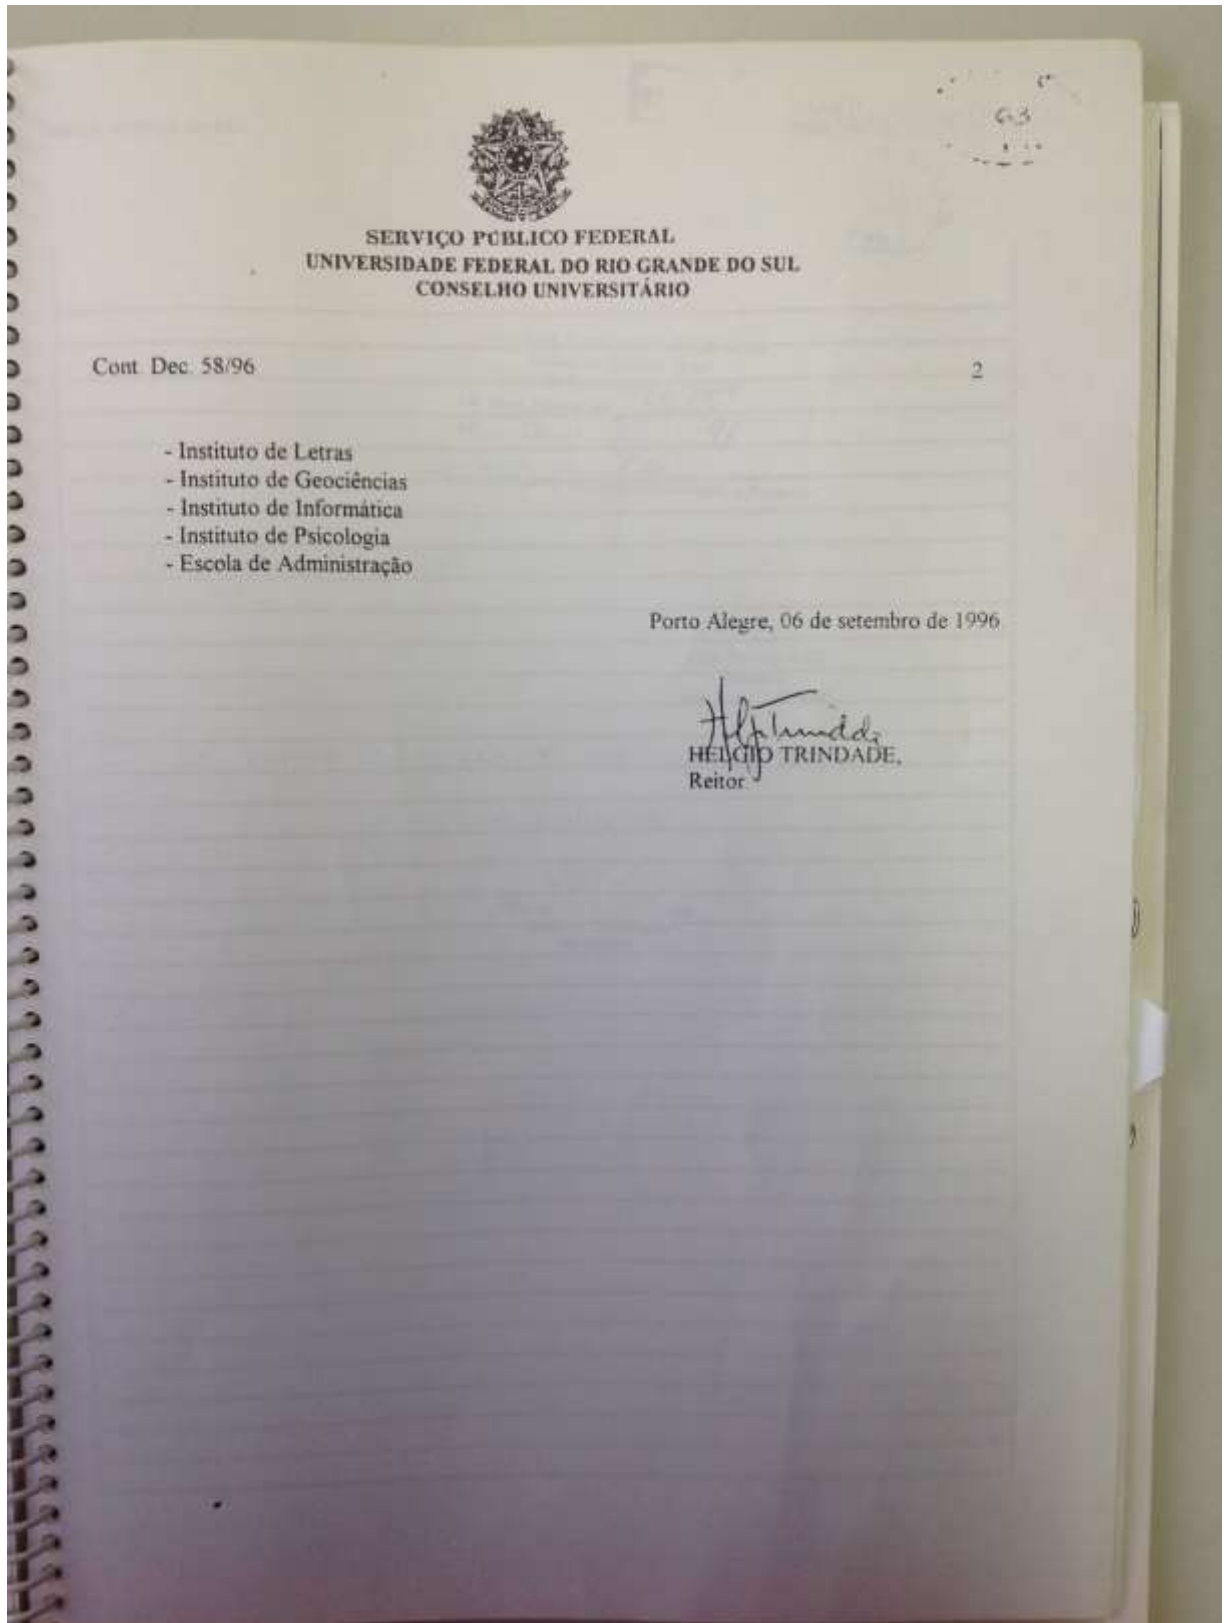 63
SERVIÇO PÚBLICO FEDERAL
UNIVERSIDADE FEDERAL DO RIO GRANDE DO SUL
CONSELHO UNIVERSITÁRIO
Cont. Dec. 58/96 2
- Instituto de Letras
- Instituto de Geociências
- Instituto de Informática
- Instituto de Psicologia
- Escola de Administração
Porto Alegre, 06 de setembro de 1996
HÉLGIO TRINDADE,
Reitor